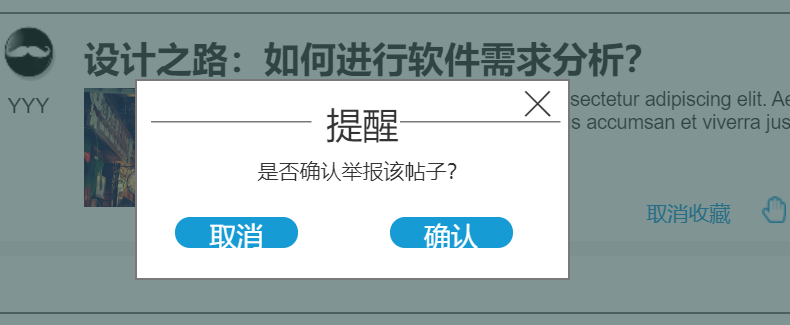 设计之路：如何进行软件需求分析？
YYY
sectetur adipiscing elit. Ae
s accumsan et viverra jus
提醒
是否确认举报该帖子？
取消
确认
取消收藏